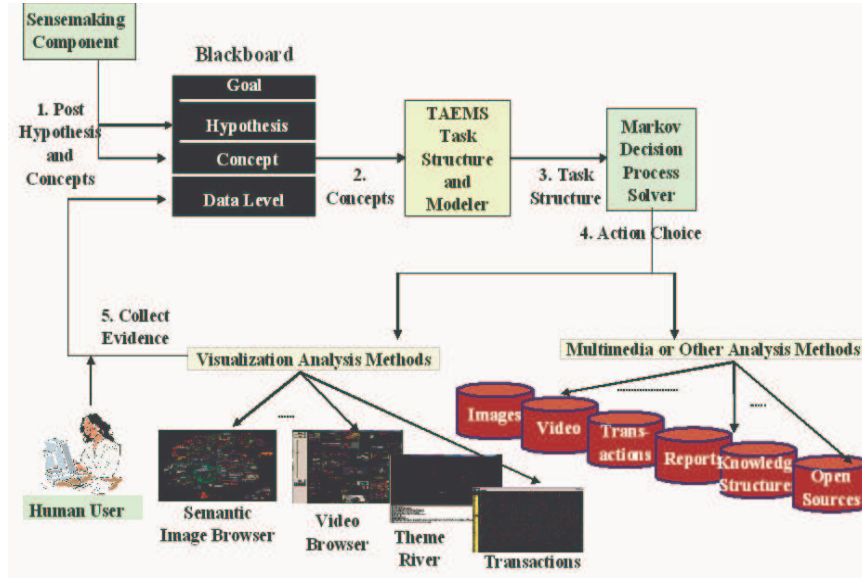 Sensemaking
Component
Blackboard
Goal
Hypothesis
Concept
Data Level
1. Post
Hypothesis
and
Concepts
2.
Concepts
TAEMS
Task
Structure
and
Modeler
3. Task
Structure
Markov
Decision
Process
Solver
4. Action Choice
5. Collect
Evidence
Visualization Analysis Methods
Multimedia or Other Analysis Methods
Images
Video
Trans-
actions
Report
Knowledg
Structure
Open
Sources
Human User
Semantic
Image Browser
Video
Browser
Theme
River
Transactions